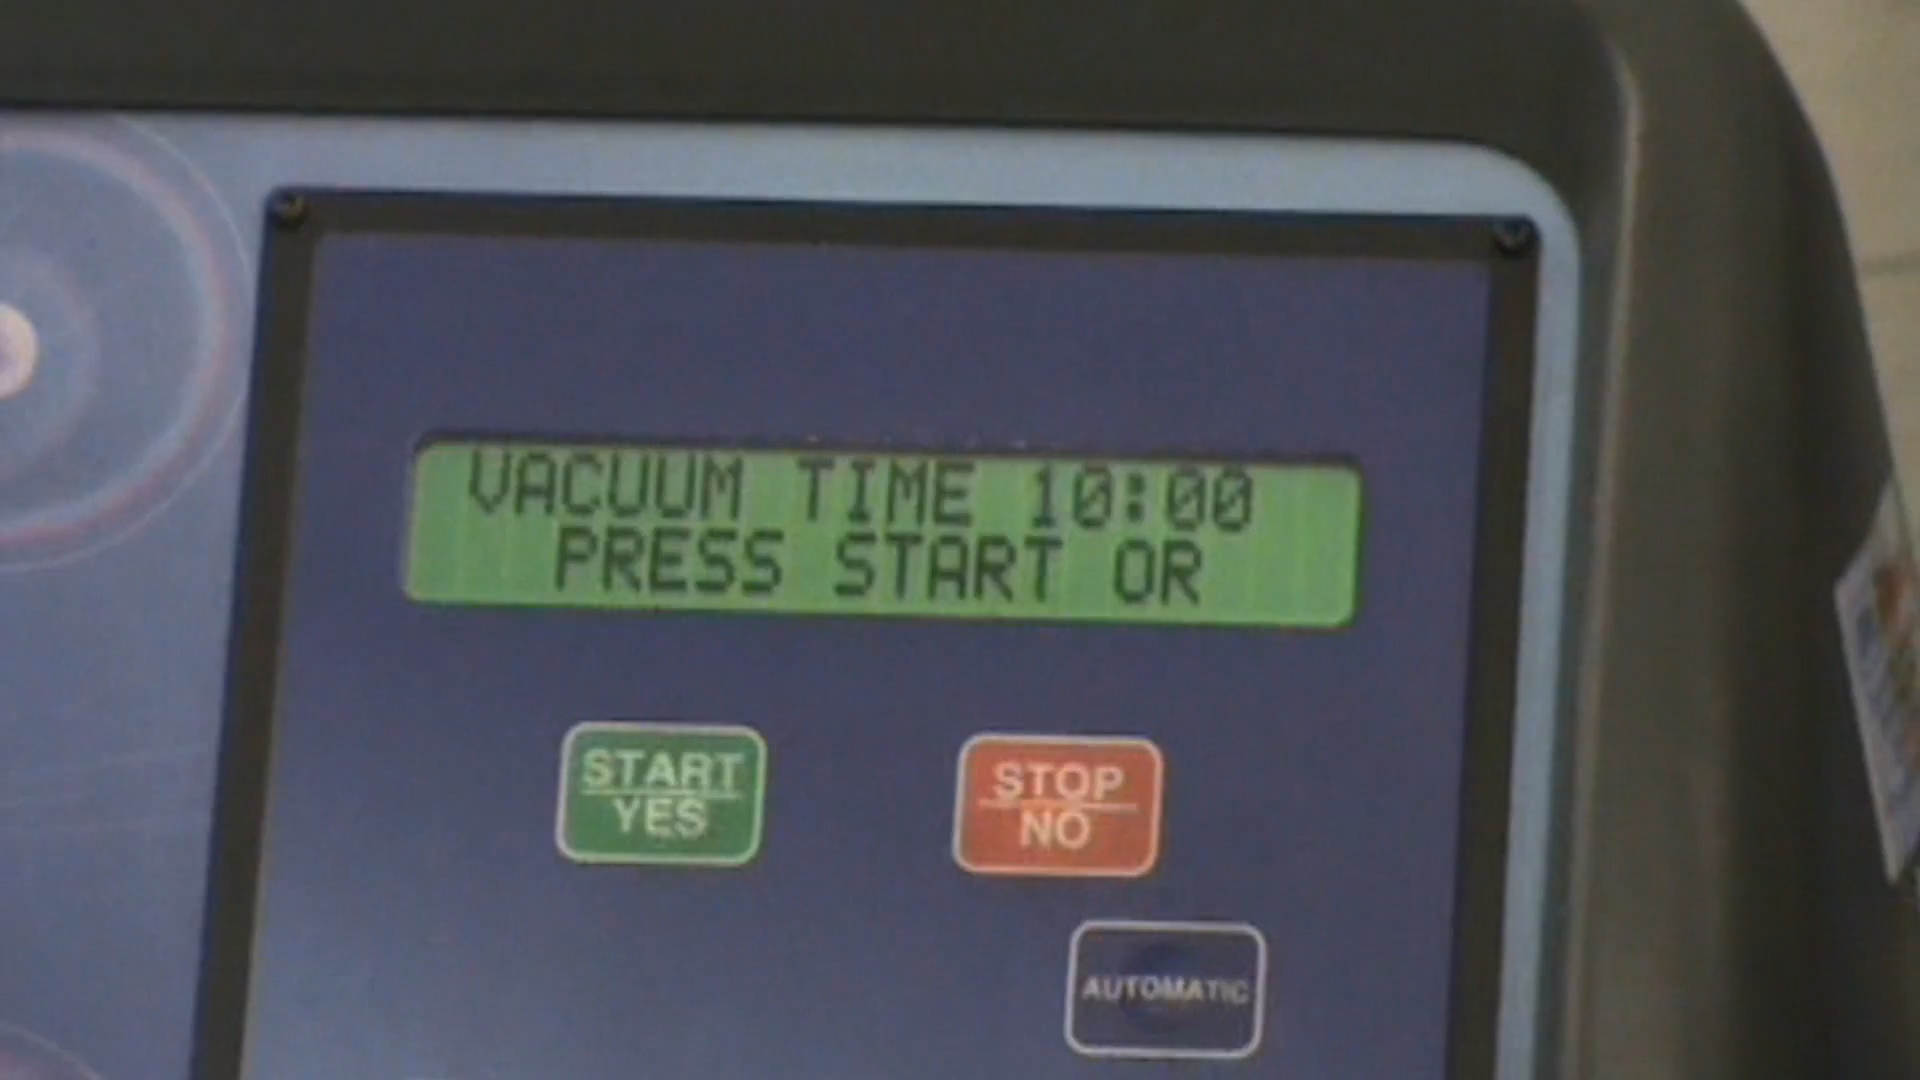 VACUUM TIME 10:00
PRESS START OR
START
YES
STOP
NO
AUTOMATIC